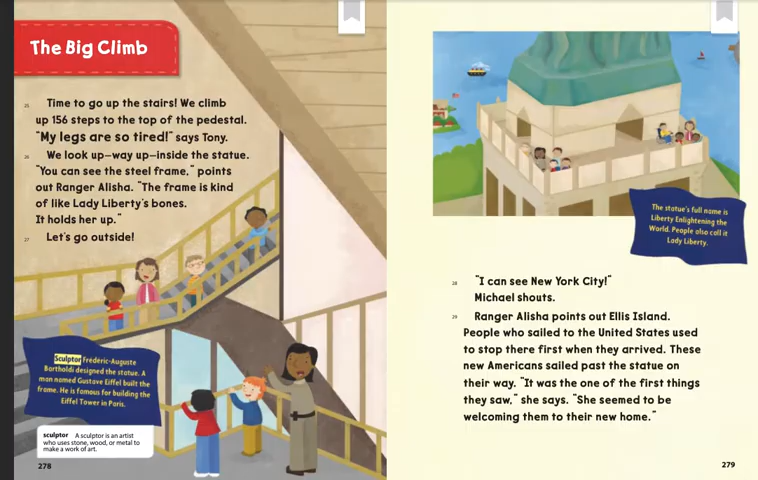 The Big Climb
25 Time to go up the stairs! We climb
up 156 steps to the top of the pedestal.
"My legs are so tired!" says Tony.
26 We look up—way up—inside the statue.
"You can see the steel frame," points
out Ranger Alisha. "The frame is kind
of like Lady Liberty's bones.
It holds her up."
27 Let's go outside!
Sculptor Frédéric-Auguste
Bartholdi designed the statue. A
man named Gustave Eiffel built the
frame. He is famous for building the
Eiffel Tower in Paris.
sculptor A sculptor is an artist
who uses stone, wood, or metal to
make a work of art.
278
The statue's full name is
Liberty Enlightening the
World. People also call it
Lady Liberty.
28 "I can see New York City!"
Michael shouts.
29 Ranger Alisha points out Ellis Island.
People who sailed to the United States used
to stop there first when they arrived. These
new Americans sailed past the statue on
their way. "It was the one of the first things
they saw," she says. "She seemed to be
welcoming them to their new home."
279